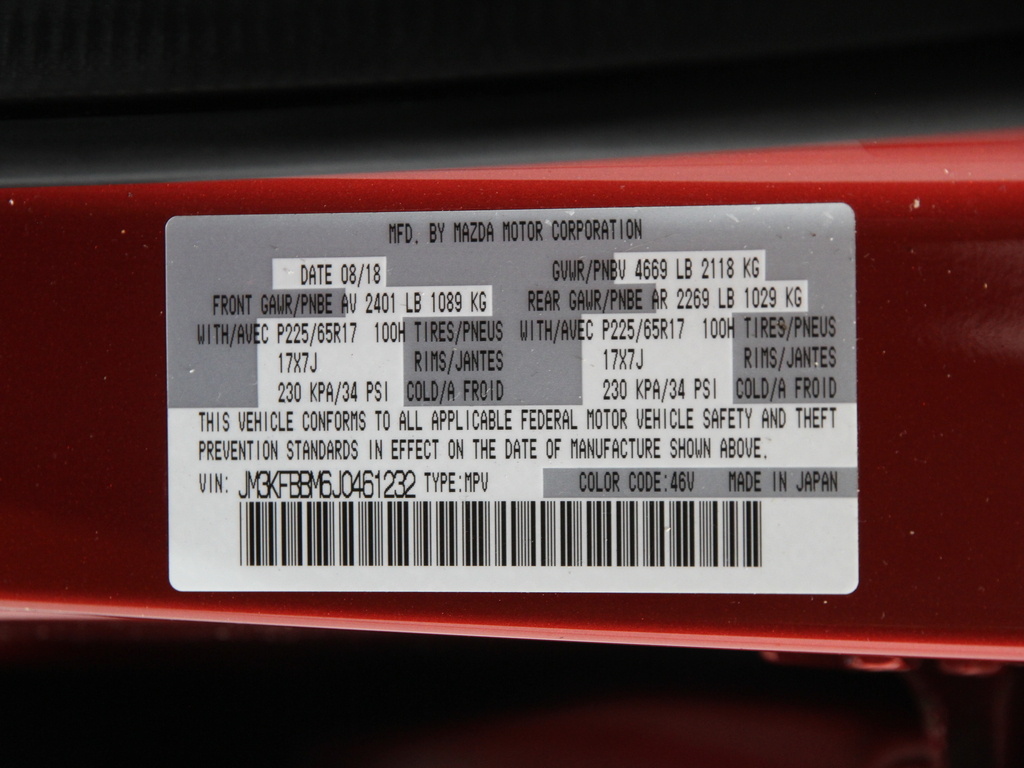 MFD. BY MAZDA MOTOR CORPORATION
DATE 08/18 GVWR/PNBV 4669 LB 2118 KG
FRONT GAWR/PNBE AV 2401 LB 1089 KG REAR GAWR/PNBE AR 2269 LB 1029 KG
WITH/AVEC P225/65R17 100H TIRES/PNEUS WITH/AVEC P225/65R17 100H TIRES/PNEUS
17X7J RIMS/JANTES 17X7J RIMS/JANTES
230 KPA/34 PSI COLD/A FROID 230 KPA/34 PSI COLD/A FROID
THIS VEHICLE CONFORMS TO ALL APPLICABLE FEDERAL MOTOR VEHICLE SAFETY AND THEFT
PREVENTION STANDARDS IN EFFECT ON THE DATE OF MANUFACTURE SHOWN ABOVE.
VIN: JM3KFBBM6J0461232 TYPE:MPV COLOR CODE:46V MADE IN JAPAN